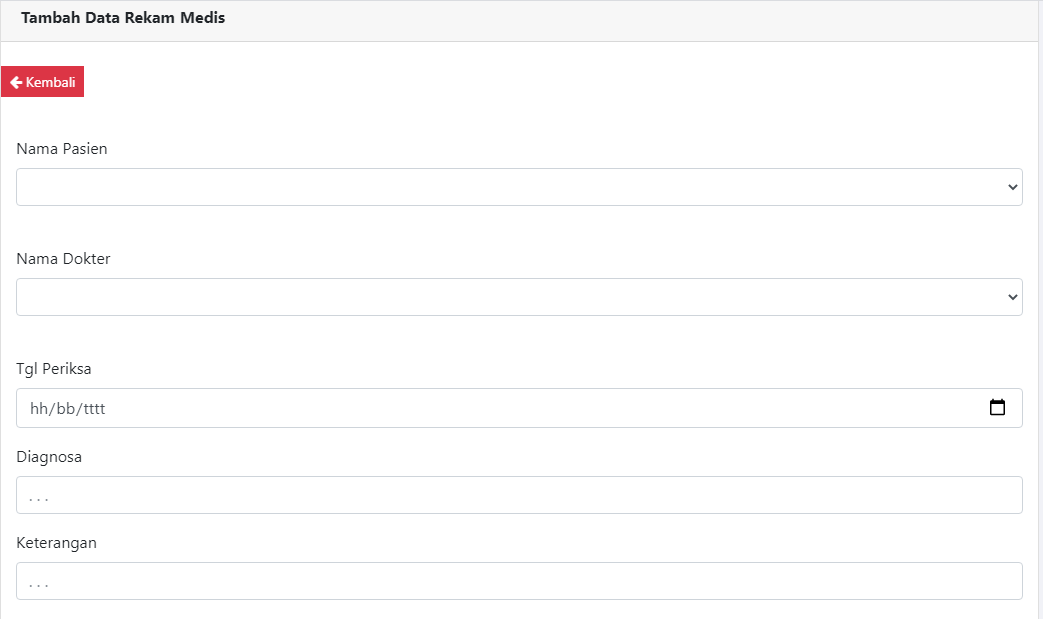 Tambah Data Rekam Medis
Kembali
Nama Pasien
Nama Dokter
Tgl Periksa
hh/bb/tttt
Diagnosa
. . .
Keterangan
. . .